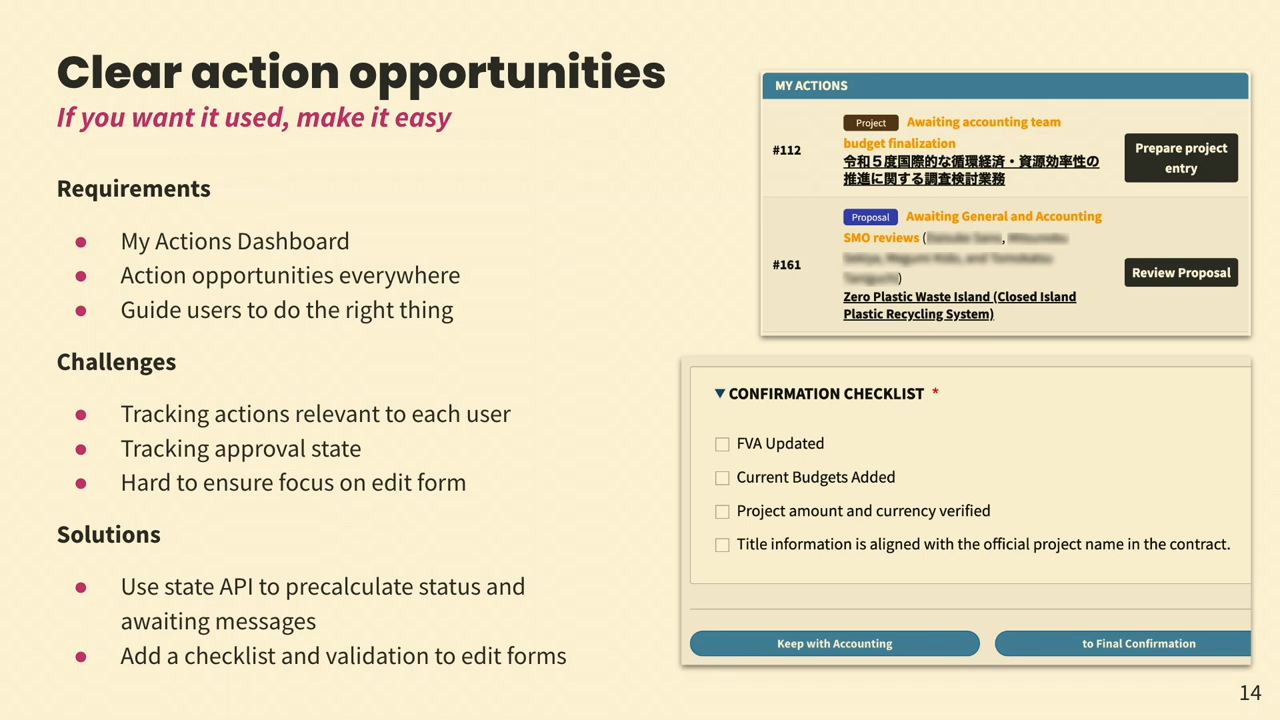 Clear action opportunities
If you want it used, make it easy
Requirements
● My Actions Dashboard
● Action opportunities everywhere
● Guide users to do the right thing
Challenges
● Tracking actions relevant to each user
● Tracking approval state
● Hard to ensure focus on edit form
Solutions
● Use state API to precalculate status and
awaiting messages
● Add a checklist and validation to edit forms
MY ACTIONS
#112
Project Awaiting accounting team
budget finalization
令和５度国際的な循環経済・資源効率性の
推進に関する調査検討業務
Prepare project
entry
#161
Proposal Awaiting General and Accounting
SMO reviews (
)
Zero Plastic Waste Island (Closed Island
Plastic Recycling System)
Review Proposal
▼ CONFIRMATION CHECKLIST *
FVA Updated
Current Budgets Added
Project amount and currency verified
Title information is aligned with the official project name in the contract.
Keep with Accounting
to Final Confirmation
14